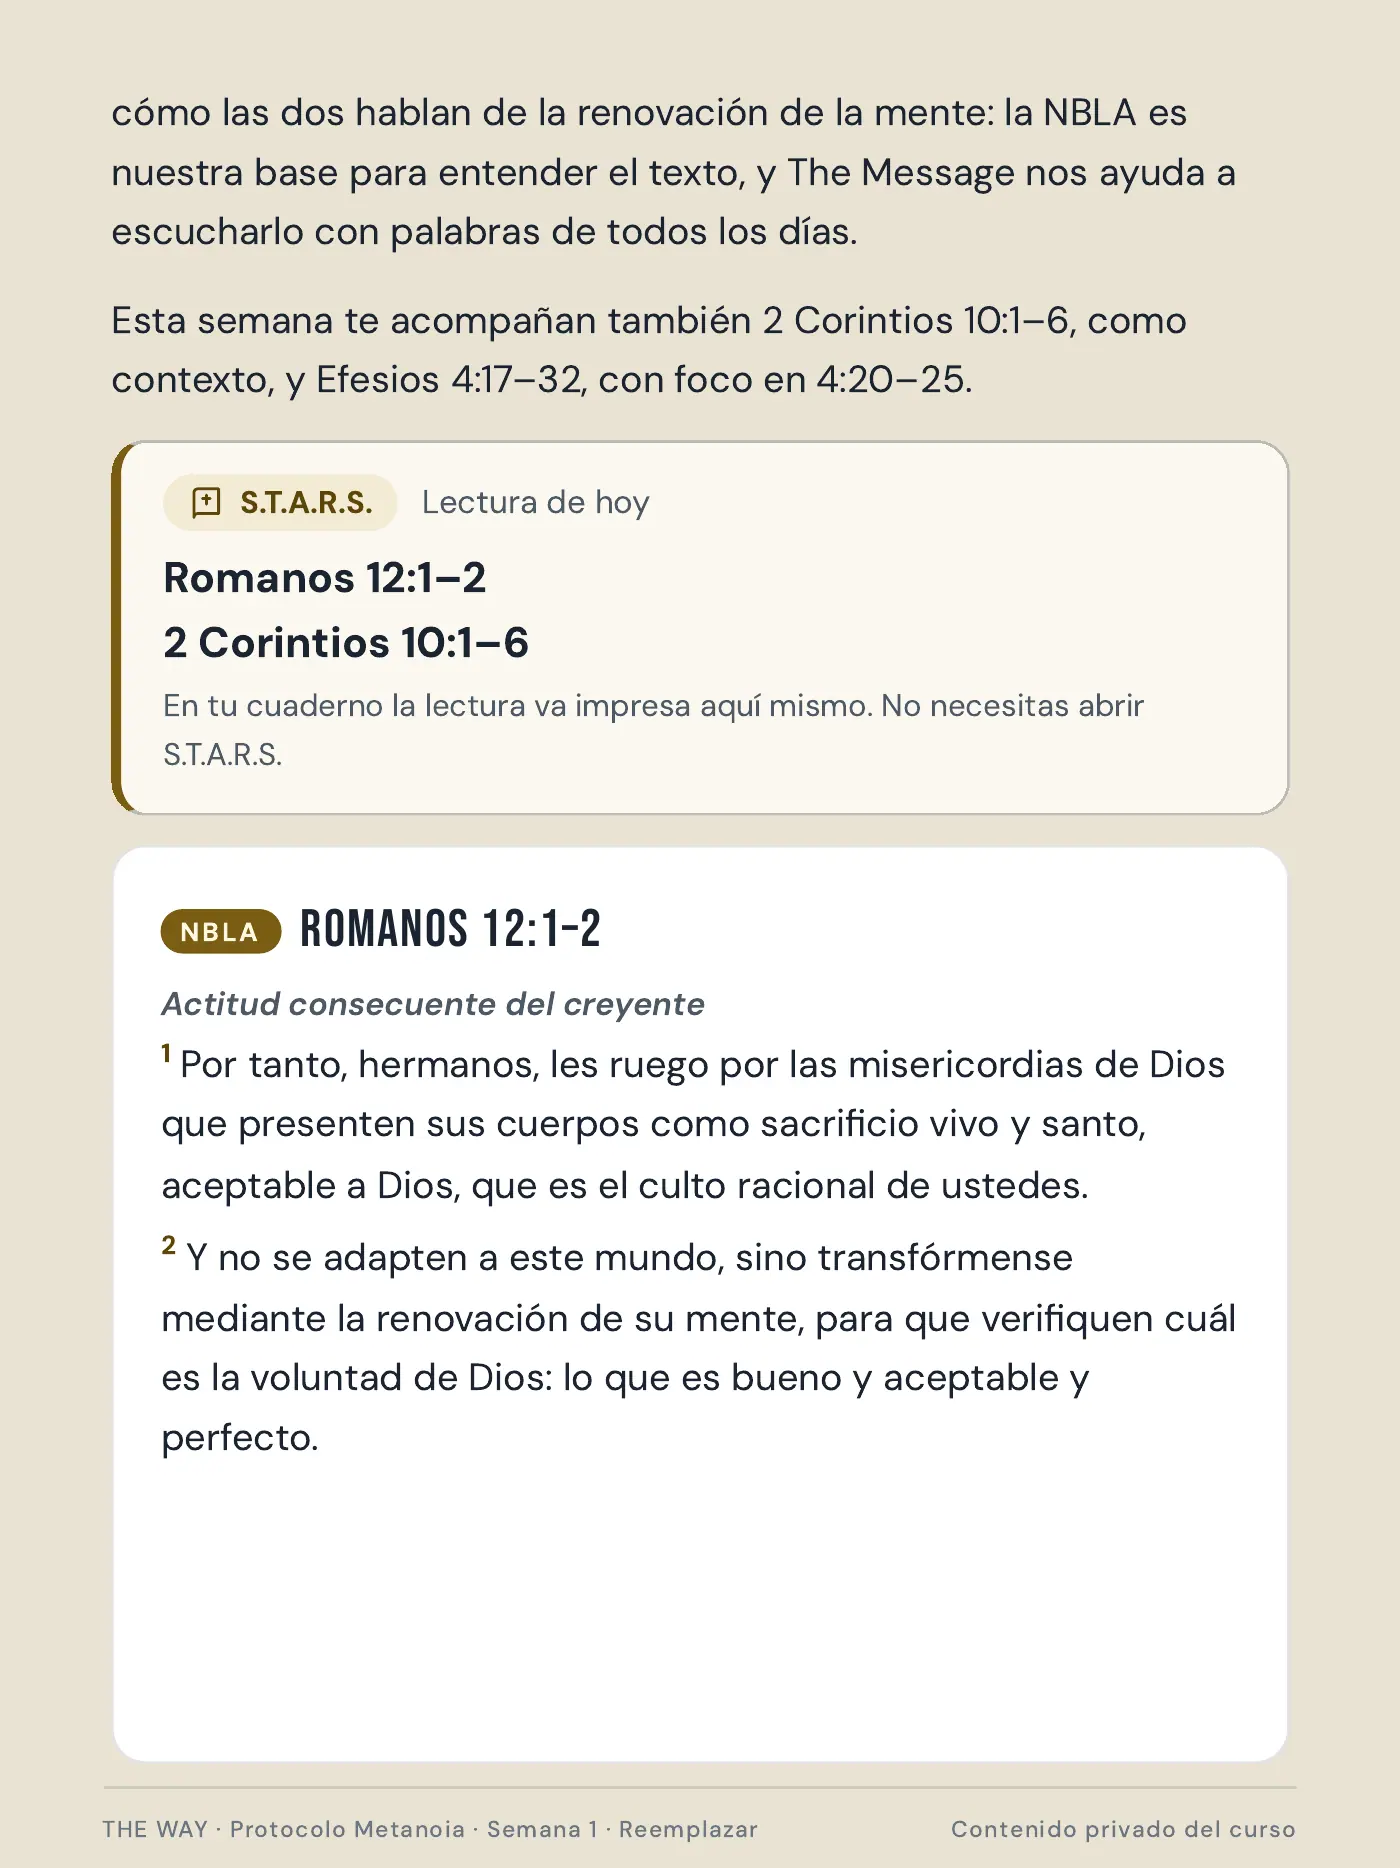 cómo las dos hablan de la renovación de la mente: la NBLA es
nuestra base para entender el texto, y The Message nos ayuda a
escucharlo con palabras de todos los días.
Esta semana te acompañan también 2 Corintios 10:1–6, como
contexto, y Efesios 4:17–32, con foco en 4:20–25.
S.T.A.R.S. Lectura de hoy
Romanos 12:1–2
2 Corintios 10:1–6
En tu cuaderno la lectura va impresa aquí mismo. No necesitas abrir
S.T.A.R.S.
NBLA ROMANOS 12:1–2
Actitud consecuente del creyente
1 Por tanto, hermanos, les ruego por las misericordias de Dios
que presenten sus cuerpos como sacrificio vivo y santo,
aceptable a Dios, que es el culto racional de ustedes.
2 Y no se adapten a este mundo, sino transfórmense
mediante la renovación de su mente, para que verifiquen cuál
es la voluntad de Dios: lo que es bueno y aceptable y
perfecto.
THE WAY · Protocolo Metanoia · Semana 1 · Reemplazar Contenido privado del curso